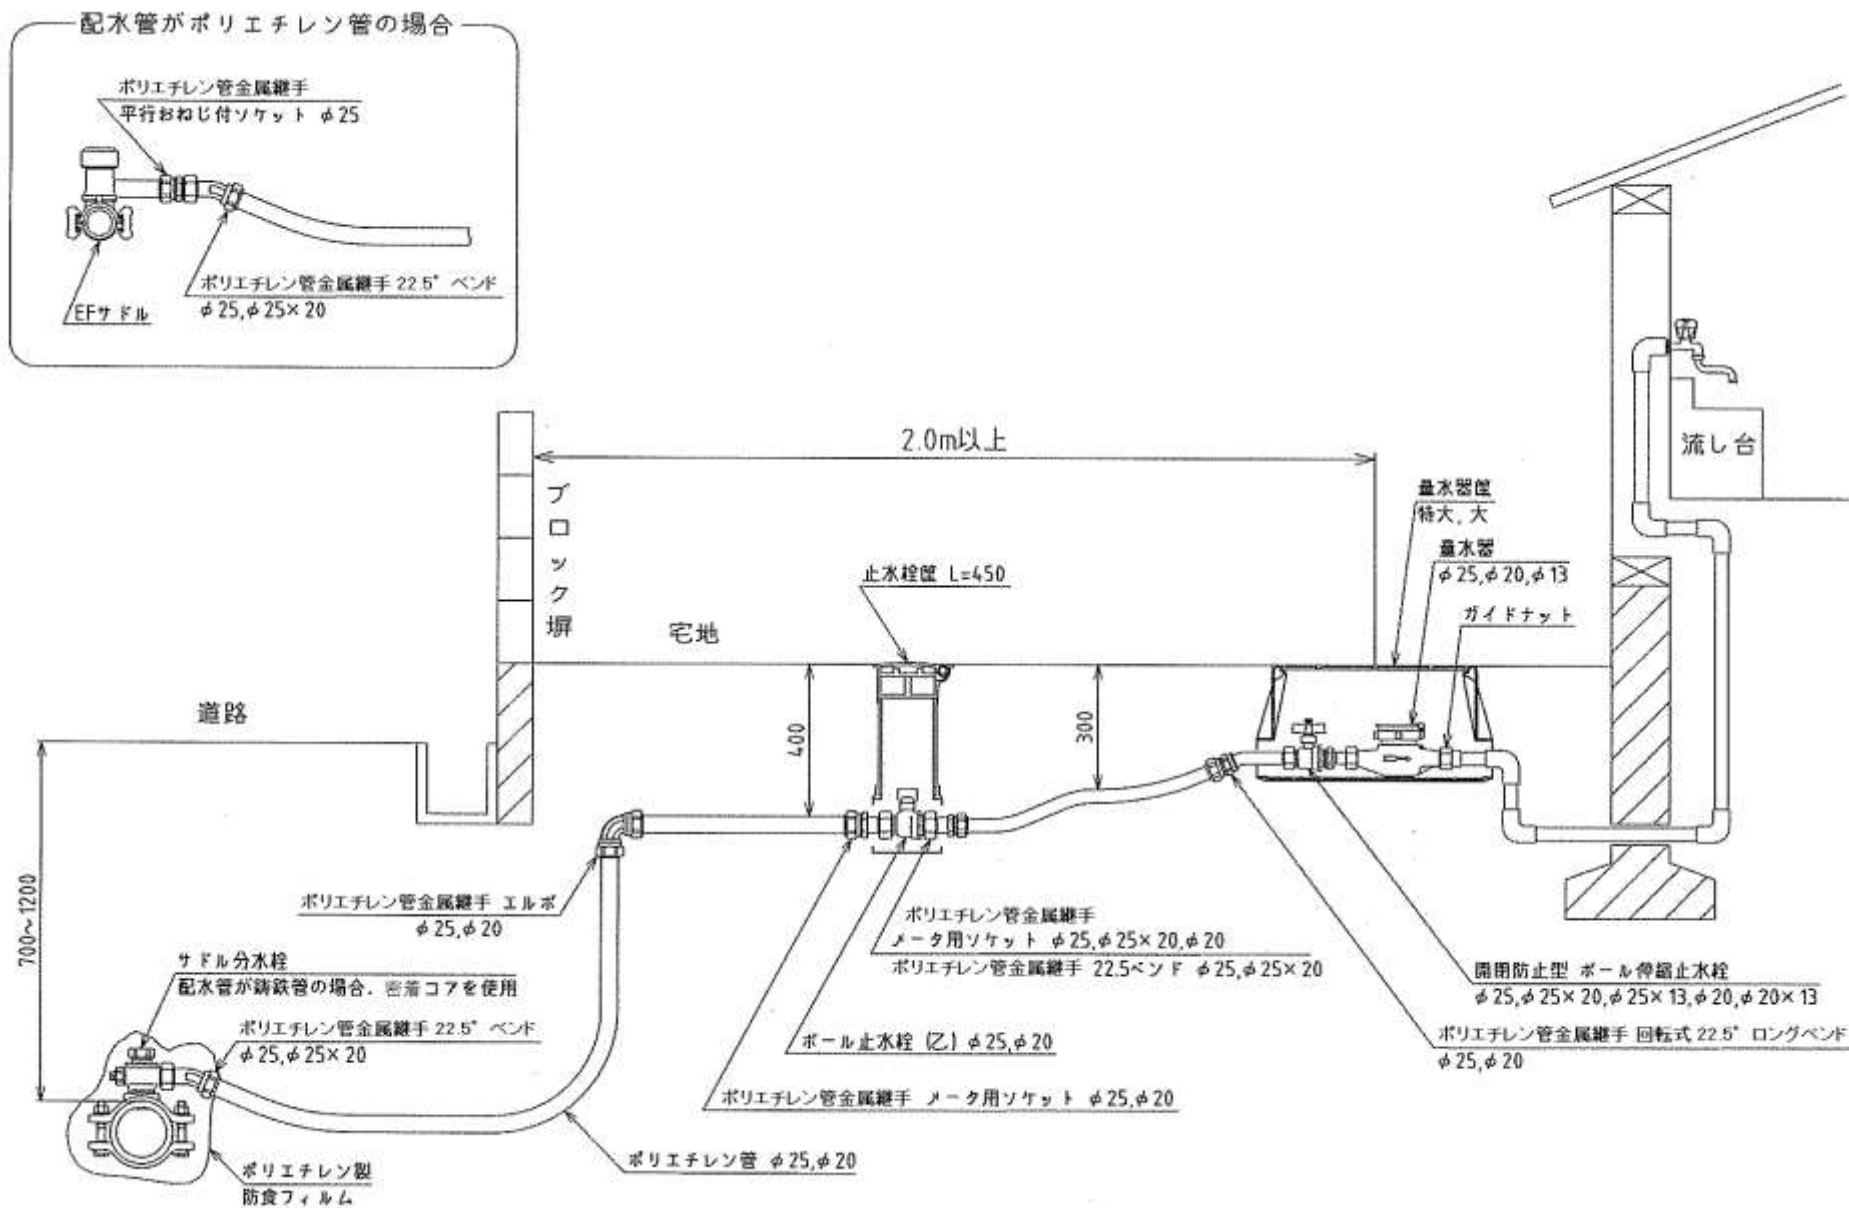 配水管がポリエチレン管の場合
ポリエチレン管金属継手
平行おねじ付ソケット φ25
ポリエチレン管金属継手 22.5° ベンド
φ25,φ25×20
EFサドル
2.0m以上
ブロック塀
流し台
量水器筐
特大, 大
量水器
φ25,φ20,φ13
止水栓筐 L=450
ガイドナット
宅地
道路
400
300
700~1200
ポリエチレン管金属継手 エルボ
φ25,φ20
ポリエチレン管金属継手
メータ用ソケット φ25,φ25×20,φ20
ポリエチレン管金属継手 22.5ベンド φ25,φ25×20
サドル分水栓
配水管が鋳鉄管の場合, 密着コアを使用
開閉防止型 ボール伸縮止水栓
φ25,φ25×20,φ25×13,φ20,φ20×13
ポリエチレン管金属継手 22.5° ベンド
φ25,φ25×20
ボール止水栓 (乙) φ25,φ20
ポリエチレン管金属継手 回転式 22.5° ロングベンド
φ25,φ20
ポリエチレン管金属継手 メータ用ソケット φ25,φ20
ポリエチレン管 φ25,φ20
ポリエチレン製
防食フィルム